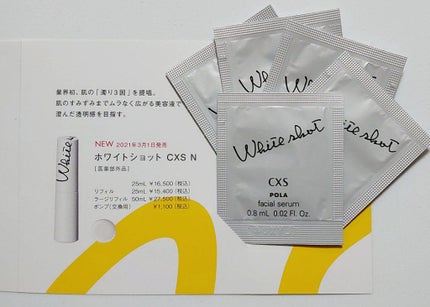 業界初、肌の「濁り3因」を提唱。
肌のすみずみまでムラなく広がる美容液で
澄んだ透明感を目指す。
White
NEW 2021年3月1日発売
ホワイトショット CXS N
[医薬部外品]
25mL ¥16,500(税込)
リフィル 25mL ¥15,400(税込)
ラージリフィル 50mL ¥27,500(税込)
ポンプ(交換用) ¥1,100(税込)
White
White shot
CXS
POLA
facial serum
0.8 mL 0.02 Fl. Oz.